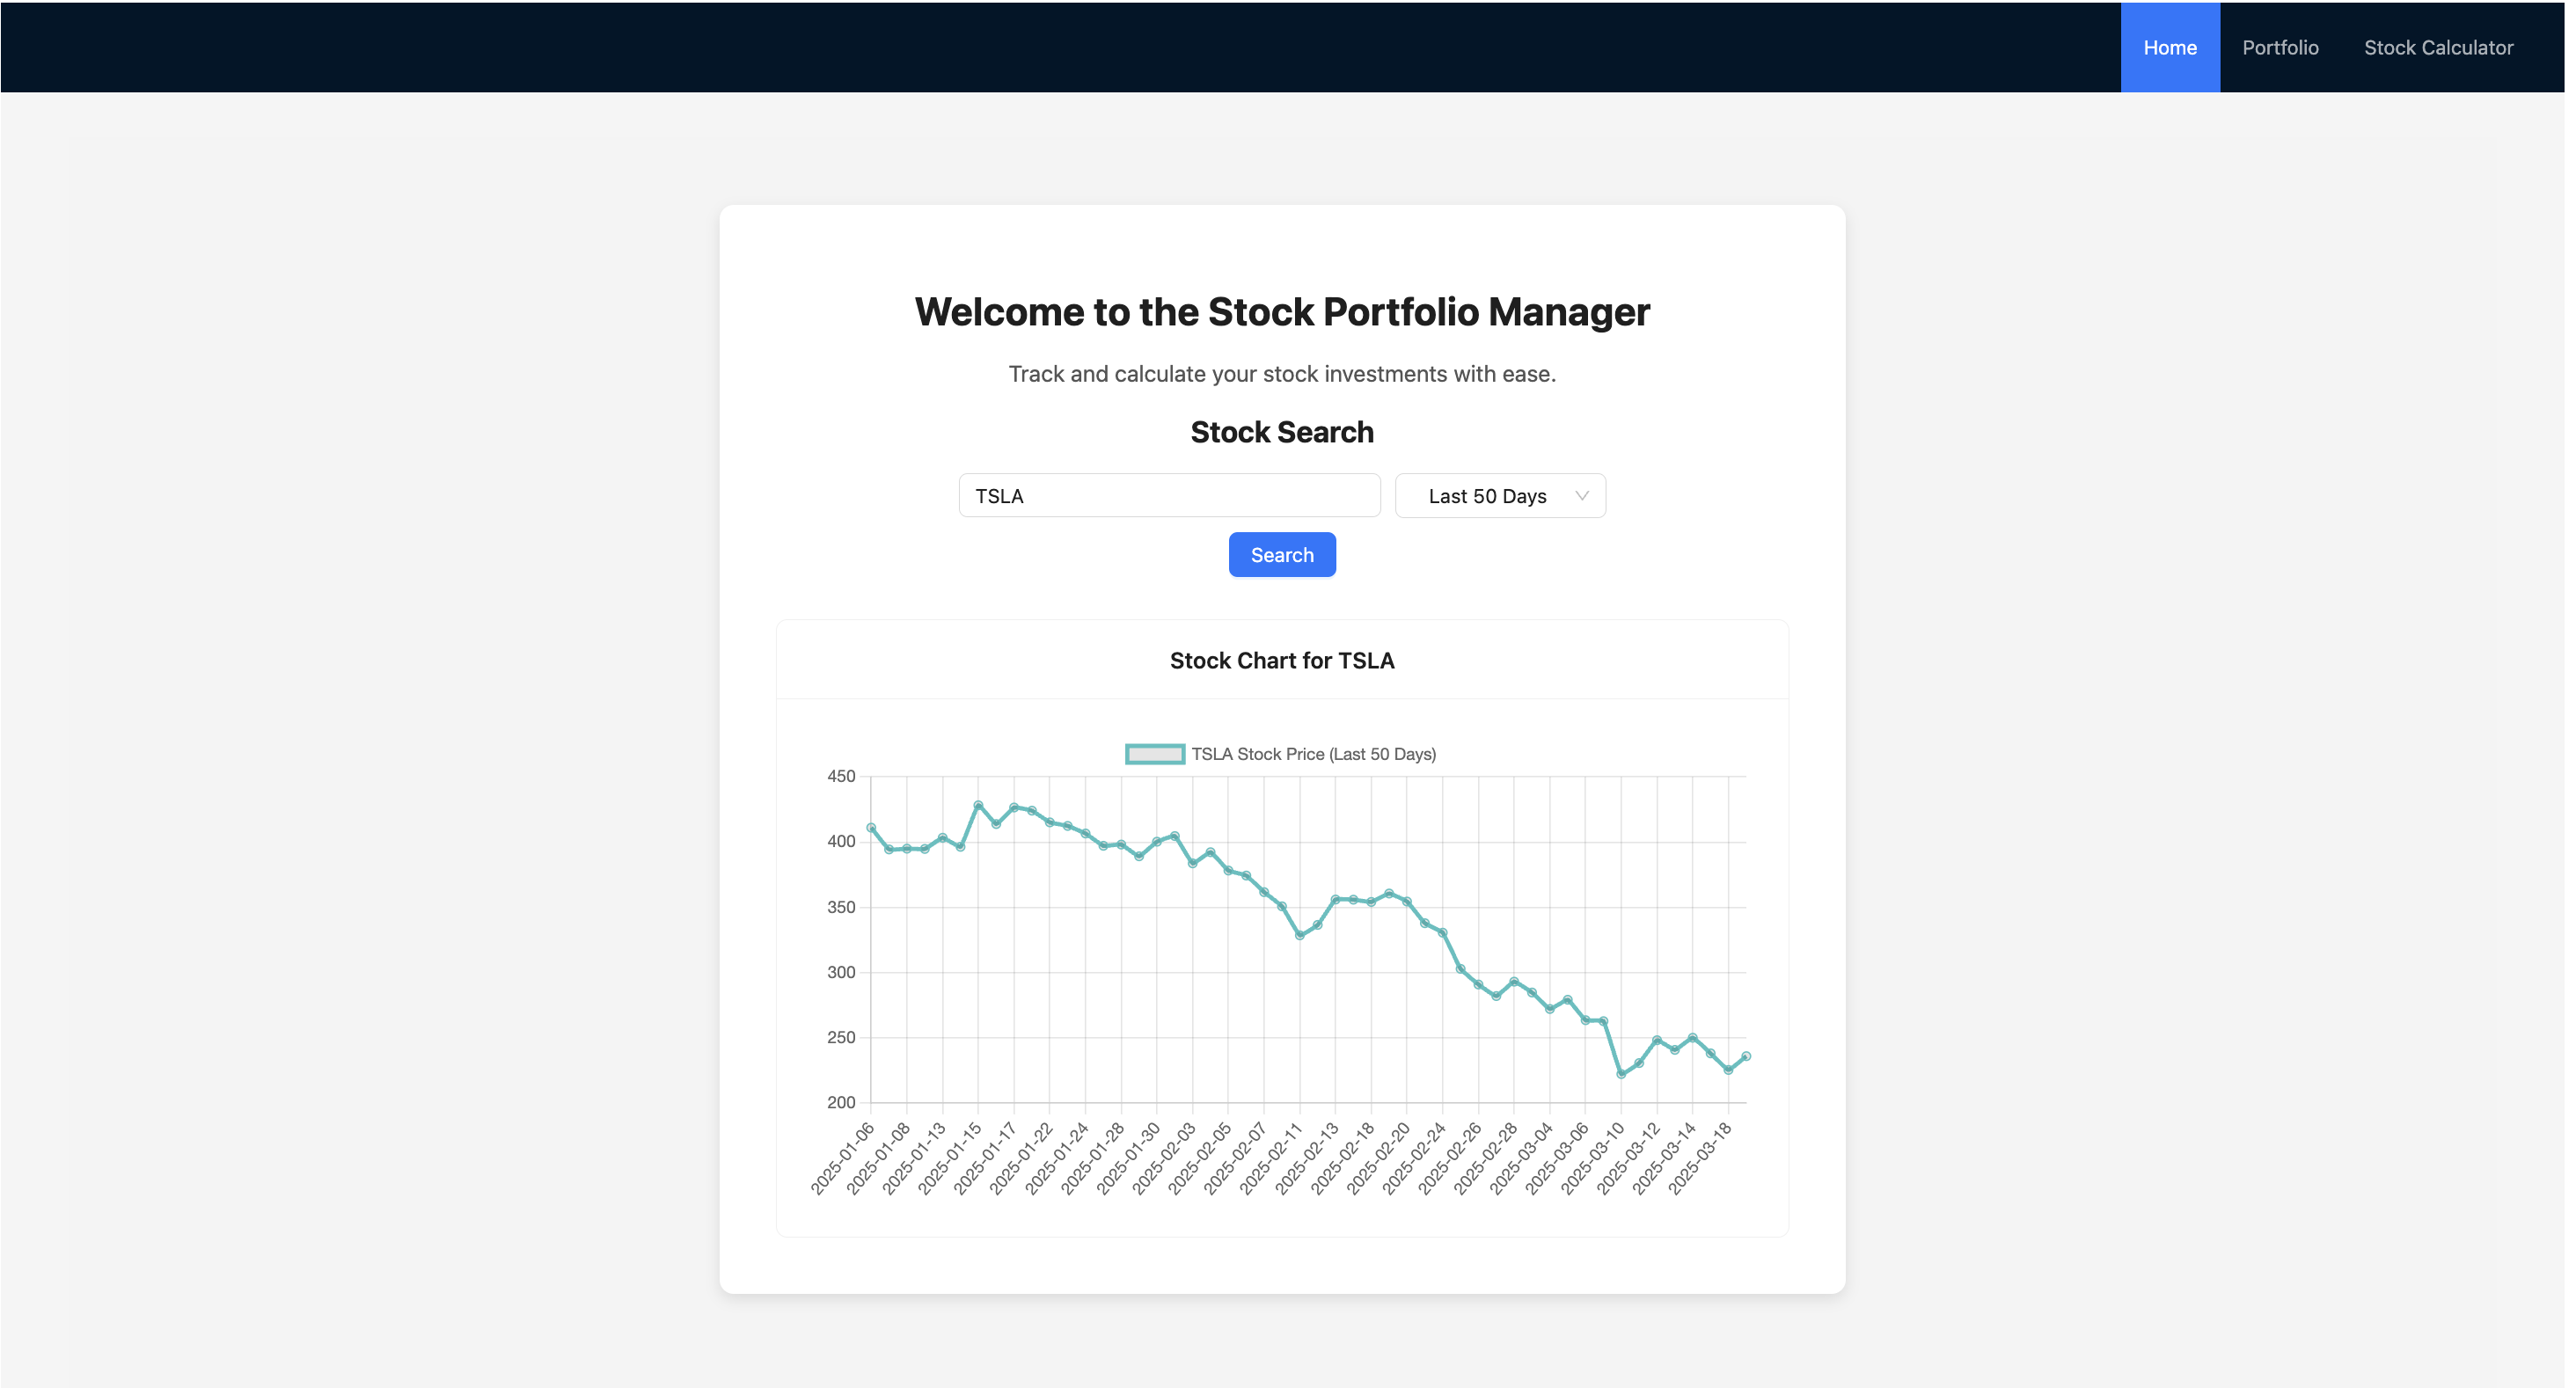 Home Portfolio Stock Calculator
Welcome to the Stock Portfolio Manager
Track and calculate your stock investments with ease.
Stock Search
TSLA Last 50 Days
Search
Stock Chart for TSLA
TSLA Stock Price (Last 50 Days)
450
400
350
300
250
200
2025-01-06 2025-01-08 2025-01-13 2025-01-15 2025-01-17 2025-01-22 2025-01-24 2025-01-28 2025-01-30 2025-02-03 2025-02-05 2025-02-07 2025-02-11 2025-02-13 2025-02-18 2025-02-20 2025-02-24 2025-02-26 2025-02-28 2025-03-04 2025-03-06 2025-03-10 2025-03-12 2025-03-14 2025-03-18